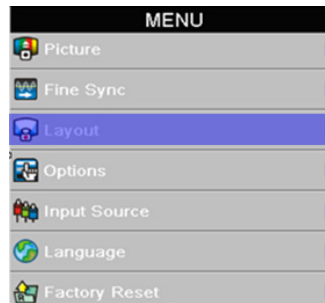 MENU
Picture
Fine Sync
Layout
Options
Input Source
Language
Factory Reset